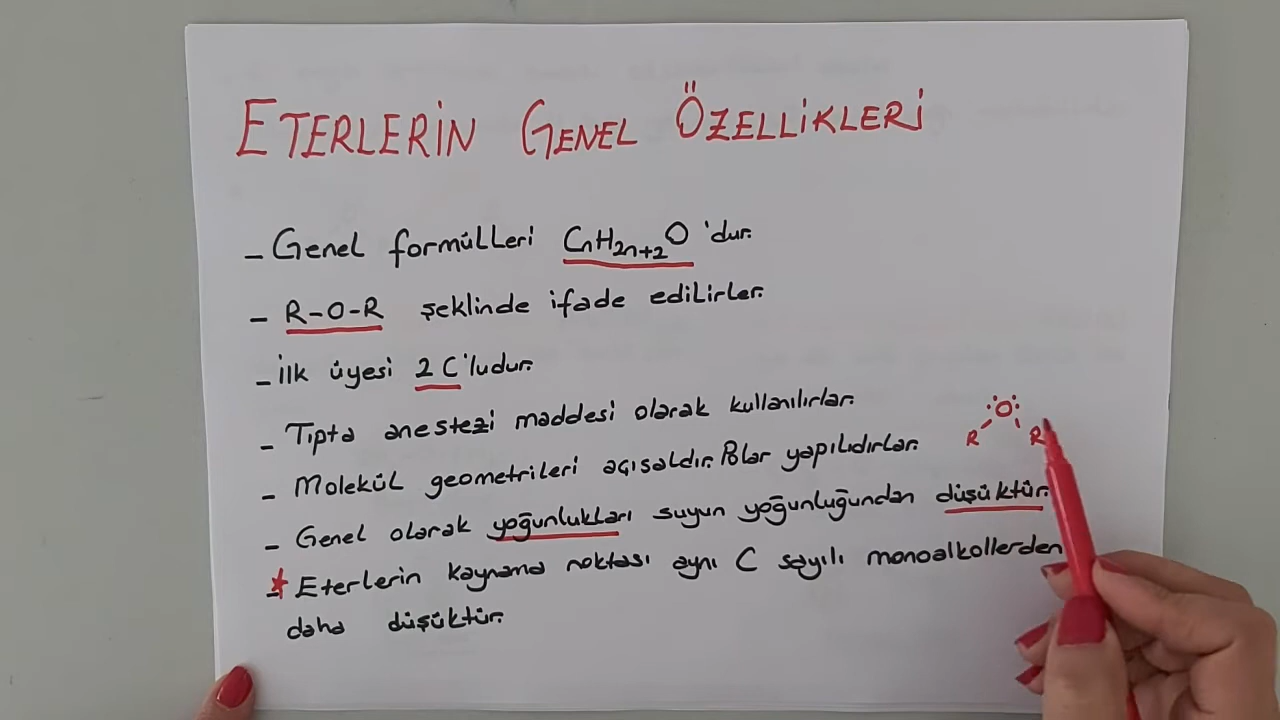 ETERLERİN GENEL ÖZELLİKLERİ
- Genel formülleri CnH2n+2O 'dur.
- R-O-R şeklinde ifade edilirler.
- İlk üyesi 2 C'ludur.
- Tıpta anestezi maddesi olarak kullanılırlar.
- Molekül geometrileri açısaldır. Polar yapılıdırlar.
O
R R
- Genel olarak yoğunlukları suyun yoğunluğundan düşüktür.
* Eterlerin kaynama noktası aynı C sayılı monoalkollerden
daha düşüktür.